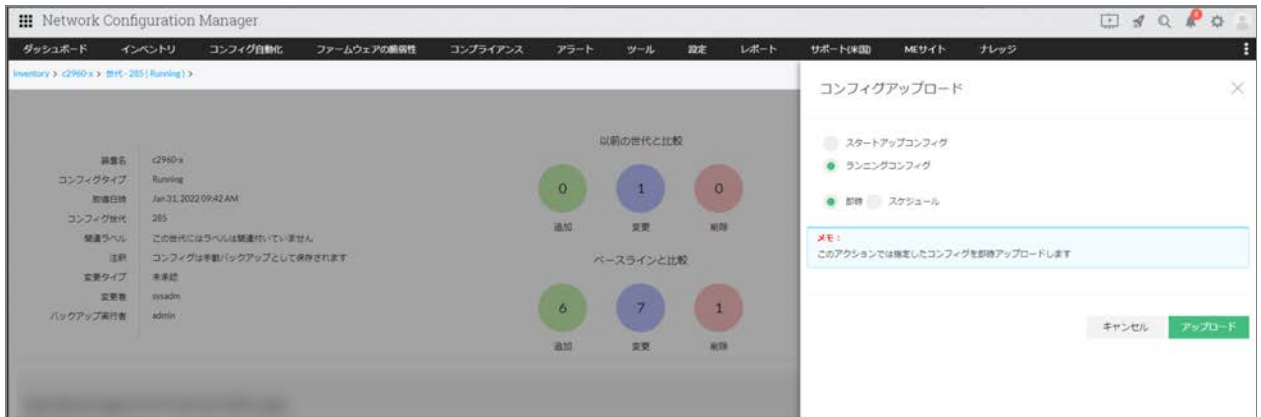 Network Configuration Manager
ダッシュボード インベントリ コンフィグ自動化 ファームウェアの脆弱性 コンプライアンス アラート ツール 設定 レポート サポート(米国) MEサイト ナレッジ
Inventory > c2960-x > 世代 - 285 ( Running ) >
コンフィグアップロード
スタートアップコンフィグ
ランニングコンフィグ
即時 スケジュール
メモ :
このアクションでは指定したコンフィグを即時アップロードします
キャンセル アップロード
装置名 c2960-x
コンフィグタイプ Running
取得日時 Jan 31, 2022 09:42 AM
コンフィグ世代 285
関連ラベル この世代にはラベルは関連付いていません
注釈 コンフィグは手動バックアップとして保存されます
変更タイプ 未承認
変更者 sysadm
バックアップ実行者 admin
以前の世代と比較
0 1 0
追加 変更 削除
ベースラインと比較
6 7 1
追加 変更 削除